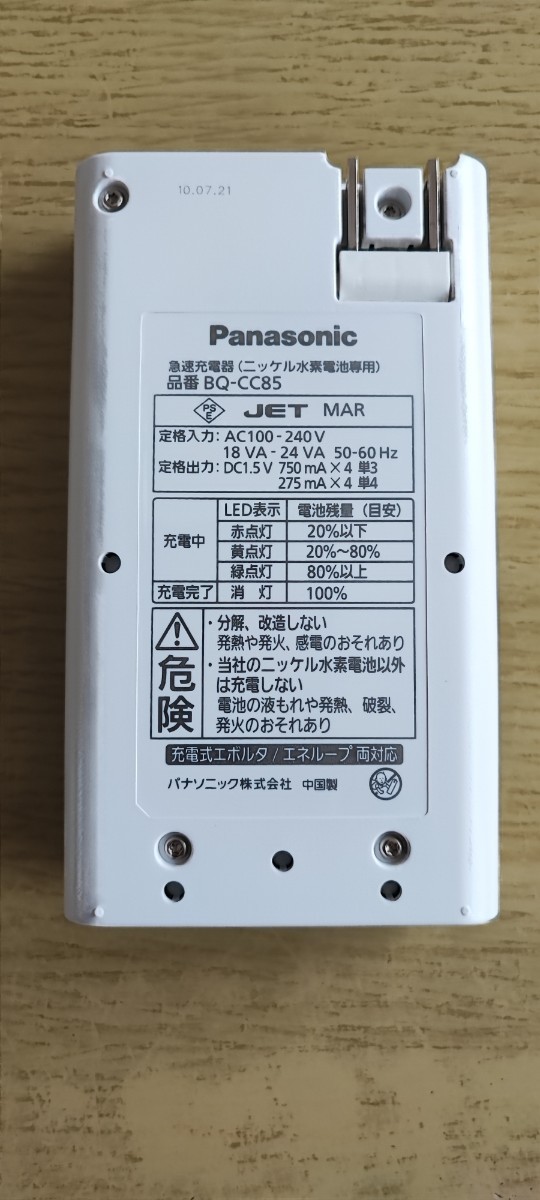 10.07.21
Panasonic
急速充電器(ニッケル水素電池専用)
品番 BQ-CC85
PS E JET MAR
定格入力: AC100-240V
18 VA - 24 VA 50-60 Hz
定格出力: DC1.5V 750mA×4 単3
275mA×4 単4
LED表示 電池残量(目安)
充電中 赤点灯 20%以下
黄点灯 20%~80%
緑点灯 80%以上
充電完了 消 灯 100%
危険
・分解、改造しない
発熱や発火、感電のおそれあり
・当社のニッケル水素電池以外
は充電しない
電池の液もれや発熱、破裂、
発火のおそれあり
充電式エボルタ/エネループ 両対応
パナソニック株式会社 中国製